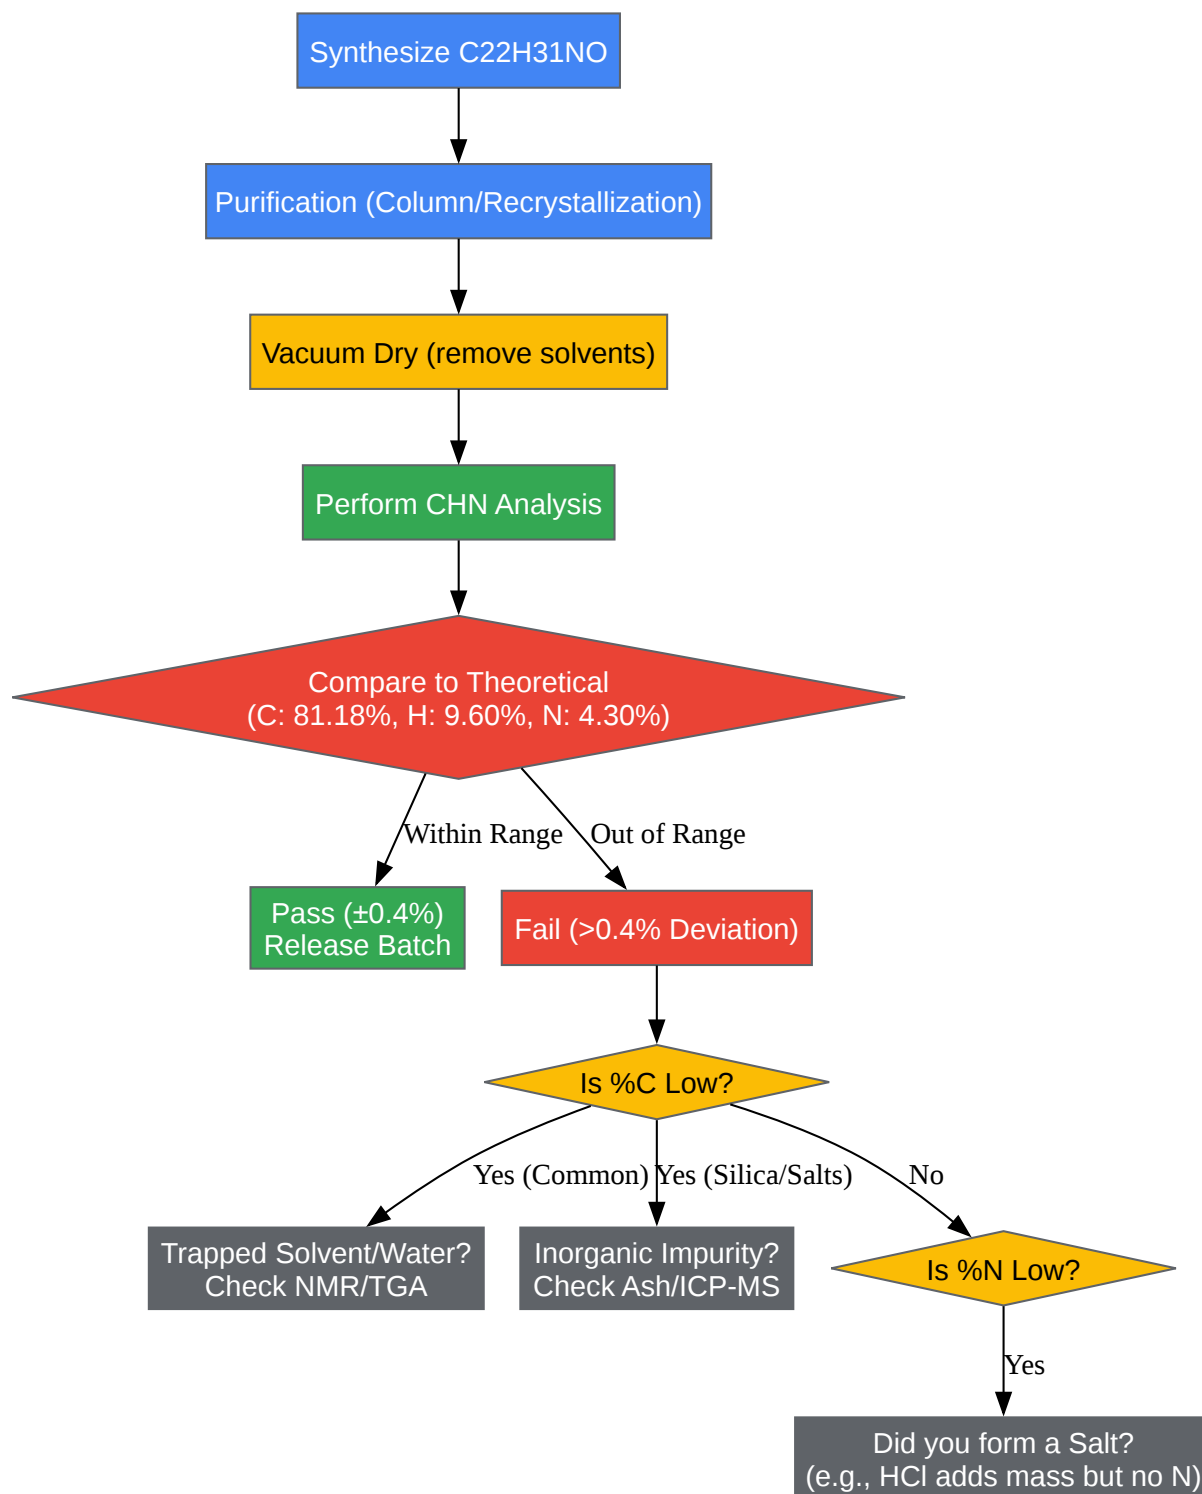 Synthesize C22H31NO
Purification (Column/Recrystallization)
Vacuum Dry (remove solvents)
Perform CHN Analysis
Compare to Theoretical
(C: 81.18%, H: 9.60%, N: 4.30%)
Within Range
Out of Range
Pass (±0.4%)
Release Batch
Fail (>0.4% Deviation)
Is %C Low?
Yes (Common)
Yes (Silica/Salts)
No
Trapped Solvent/Water?
Check NMR/TGA
Inorganic Impurity?
Check Ash/ICP-MS
Is %N Low?
Yes
Did you form a Salt?
(e.g., HCl adds mass but no N)